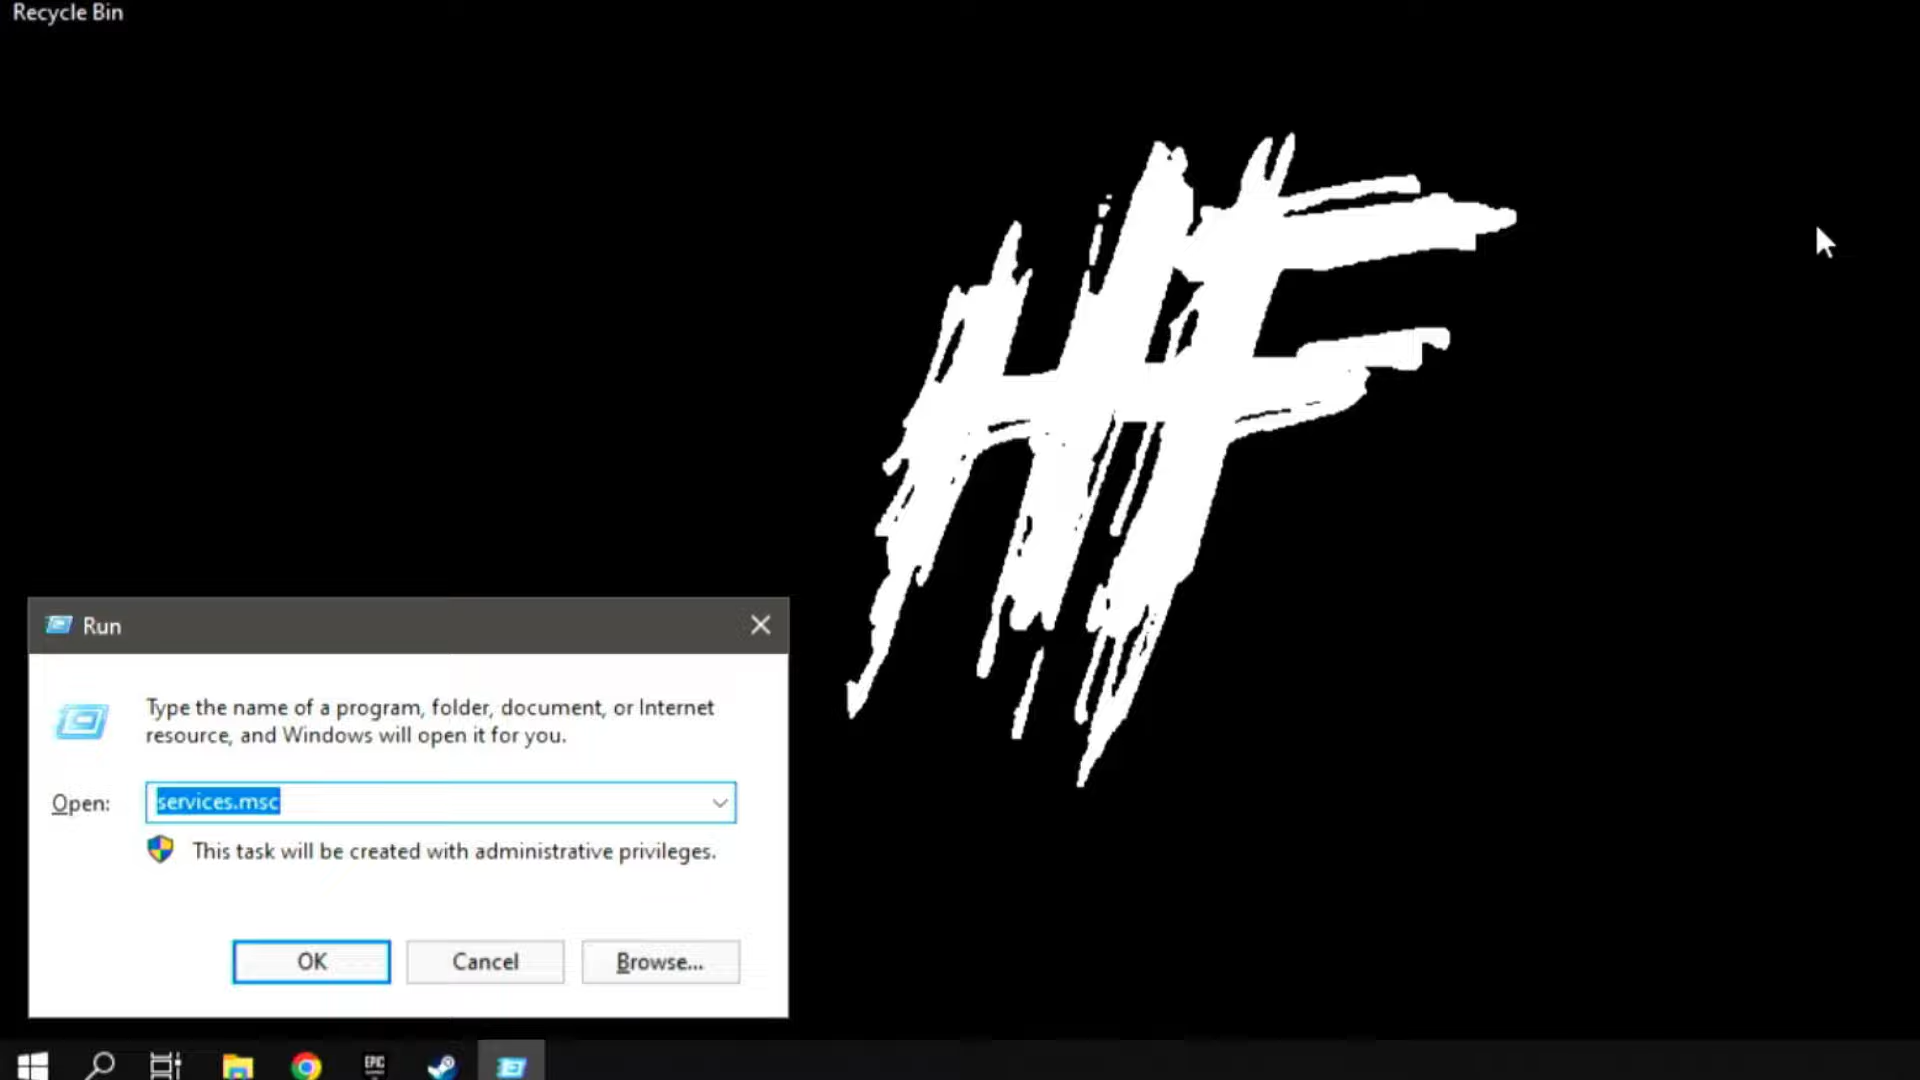 Recycle Bin
HF
Run
Type the name of a program, folder, document, or Internet
resource, and Windows will open it for you.
Open: services.msc
This task will be created with administrative privileges.
OK Cancel Browse...
EPIC